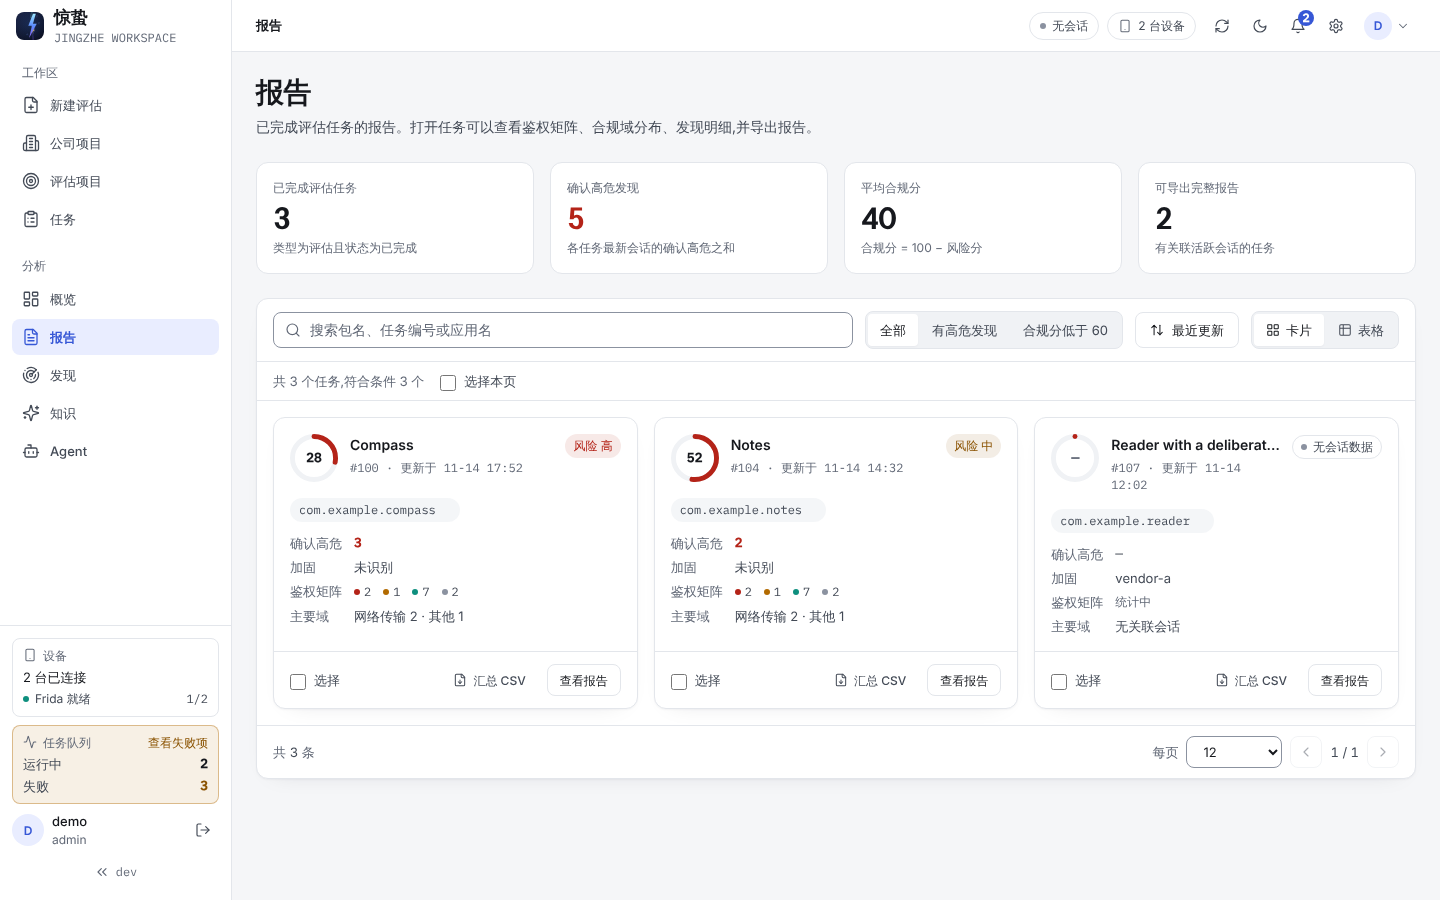 惊蛰
JINGZHE WORKSPACE
工作区
新建评估
公司项目
评估项目
任务
分析
概览
报告
发现
知识
Agent
设备
2 台已连接
Frida 就绪 1/2
任务队列 查看失败项
运行中 2
失败 3
D demo
admin
dev
报告 无会话 2 台设备 2 D
报告
已完成评估任务的报告。打开任务可以查看鉴权矩阵、合规域分布、发现明细,并导出报告。
已完成评估任务
3
类型为评估且状态为已完成
确认高危发现
5
各任务最新会话的确认高危之和
平均合规分
40
合规分 = 100 − 风险分
可导出完整报告
2
有关联活跃会话的任务
搜索包名、任务编号或应用名 全部 有高危发现 合规分低于 60 最近更新 卡片 表格
共 3 个任务,符合条件 3 个 选择本页
28 Compass 风险 高
#100 · 更新于 11-14 17:52
com.example.compass
确认高危 3
加固 未识别
鉴权矩阵 2 1 7 2
主要域 网络传输 2 · 其他 1
选择 汇总 CSV 查看报告
52 Notes 风险 中
#104 · 更新于 11-14 14:32
com.example.notes
确认高危 2
加固 未识别
鉴权矩阵 2 1 7 2
主要域 网络传输 2 · 其他 1
选择 汇总 CSV 查看报告
– Reader with a deliberat... 无会话数据
#107 · 更新于 11-14
12:02
com.example.reader
确认高危 –
加固 vendor-a
鉴权矩阵 统计中
主要域 无关联会话
选择 汇总 CSV 查看报告
共 3 条 每页 12 1 / 1